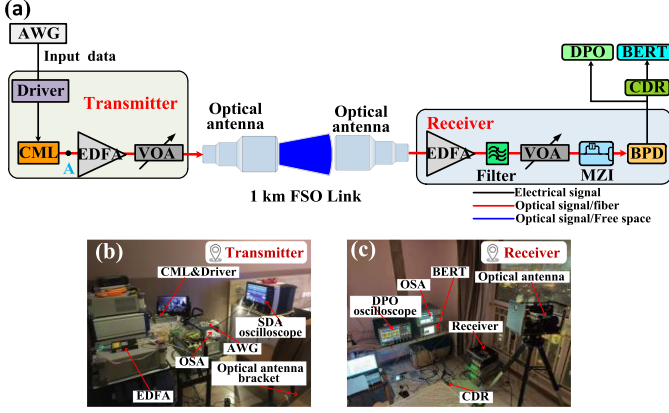 (a)
AWG
Input data
Driver
Transmitter
CML
A
EDFA
VOA
Optical
antenna
1 km FSO Link
Optical
antenna
DPO
BERT
CDR
Receiver
EDFA
Filter
VOA
MZI
BPD
Electrical signal
Optical signal/fiber
Optical signal/Free space
(b)
Transmitter
CML&Driver
SDA
oscilloscope
OSA
AWG
Optical antenna
bracket
EDFA
(c)
Receiver
BERT
OSA
Optical antenna
DPO
oscilloscope
Receiver
CDR